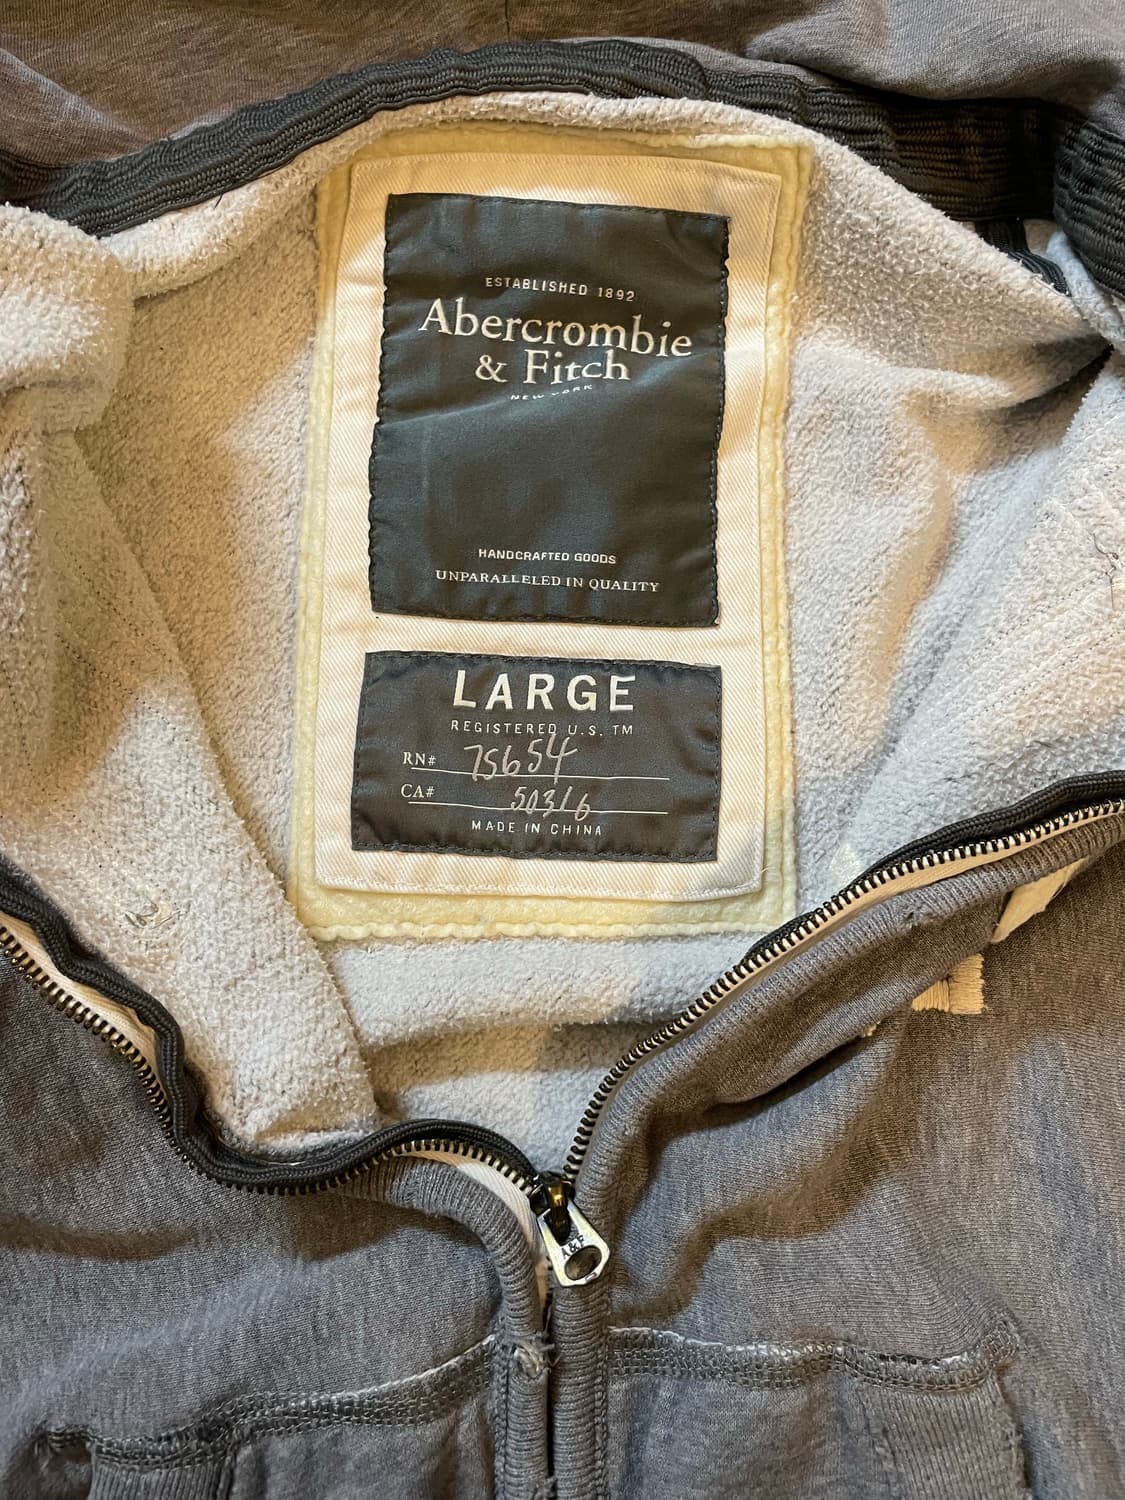 ESTABLISHED 1892
Abercrombie
& Fitch
NEW YORK
HANDCRAFTED GOODS
UNPARALLELED IN QUALITY
LARGE
REGISTERED U.S. TM
RN# 75654
CA# 50316
MADE IN CHINA
A&F